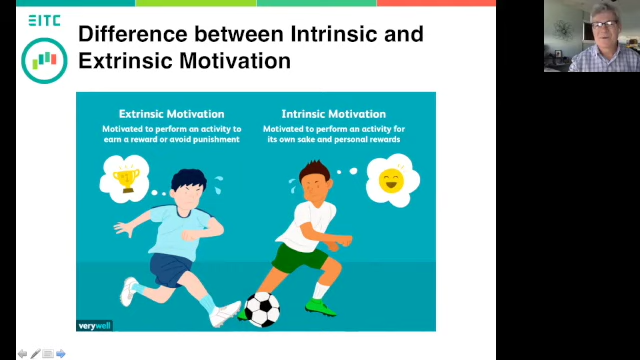 EITC
Difference between Intrinsic and
Extrinsic Motivation
Extrinsic Motivation
Motivated to perform an activity to
earn a reward or avoid punishment
Intrinsic Motivation
Motivated to perform an activity for
its own sake and personal rewards
verywell